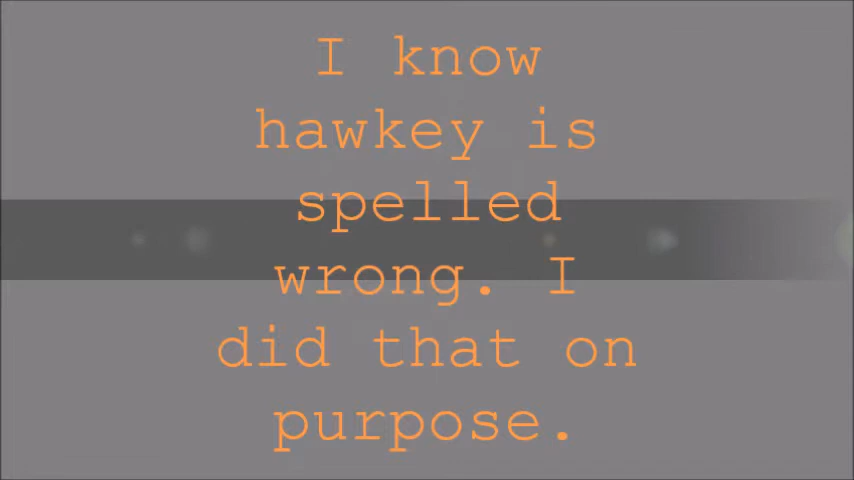 I know
hawkey is
spelled
wrong. I
did that on
purpose.